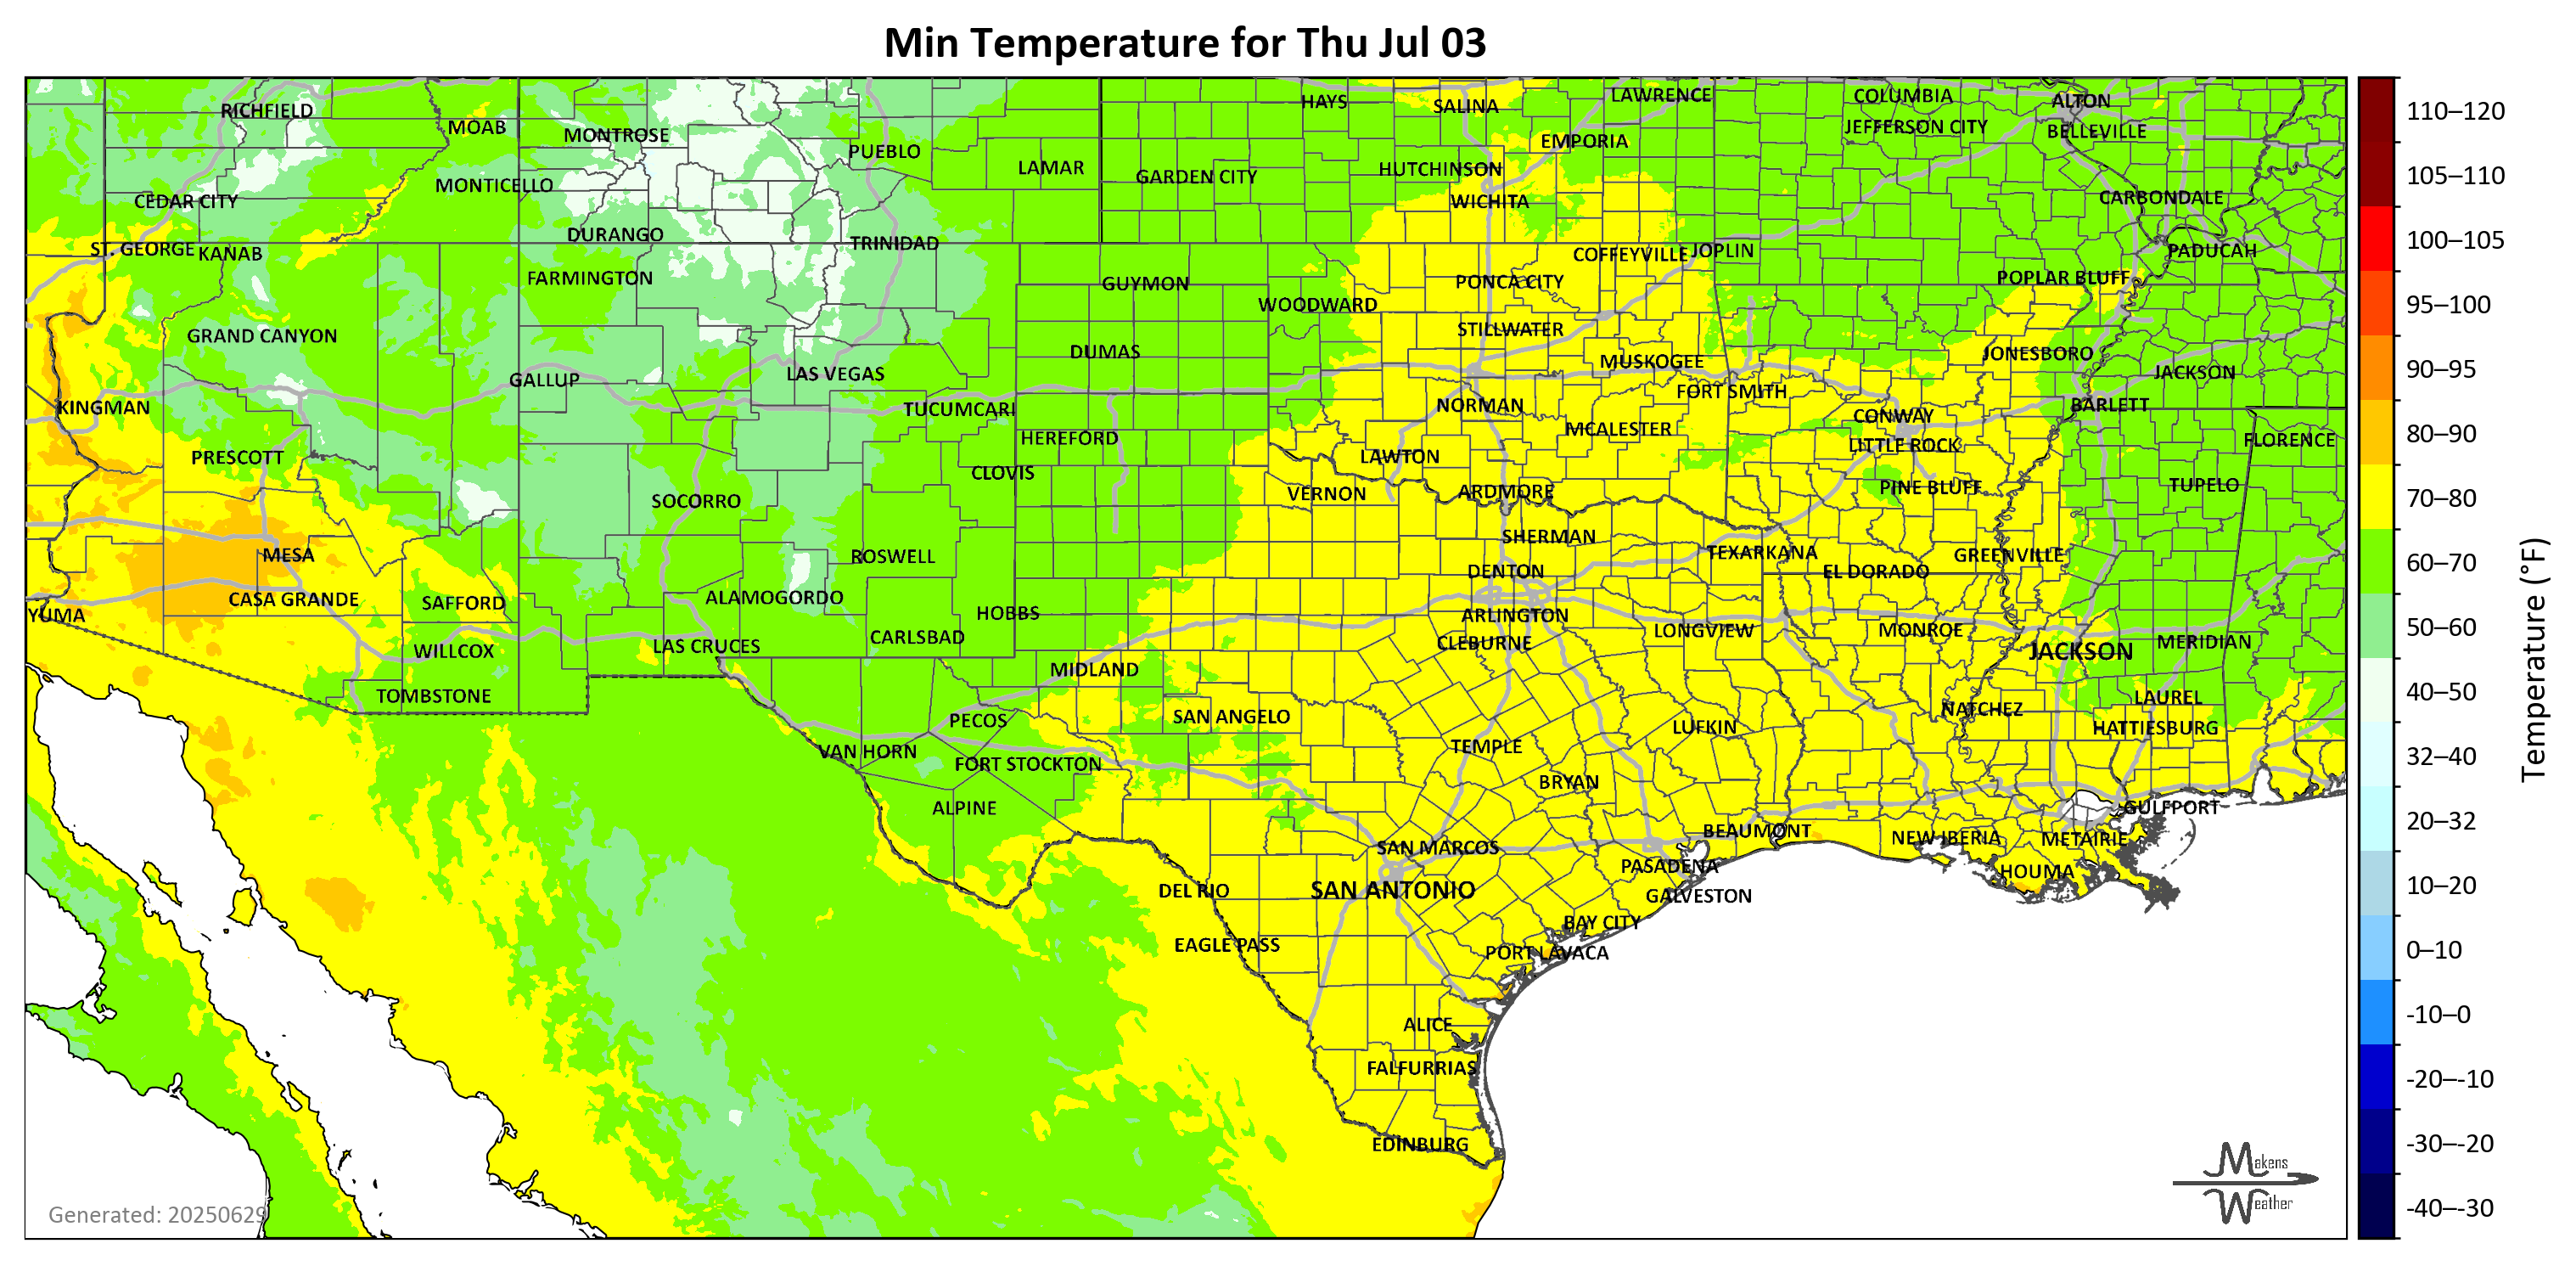 Min Temperature for Thu Jul 03
RICHFIELD
MOAB
MONTROSE
PUEBLO
LAMAR
HAYS
SALINA
LAWRENCE
COLUMBIA
ALTON
GARDEN CITY
HUTCHINSON
EMPORIA
JEFFERSON CITY
BELLEVILLE
CEDAR CITY
MONTICELLO
WICHITA
CARBONDALE
ST. GEORGE
KANAB
DURANGO
TRINIDAD
COFFEYVILLE
JOPLIN
PADUCAH
FARMINGTON
GUYMON
PONCA CITY
POPLAR BLUFF
WOODWARD
GRAND CANYON
STILLWATER
DUMAS
JONESBORO
GALLUP
LAS VEGAS
MUSKOGEE
JACKSON
KINGMAN
TUCUMCARI
NORMAN
FORT SMITH
CONWAY
BARLETT
PRESCOTT
HEREFORD
MCALESTER
LITTLE ROCK
FLORENCE
CLOVIS
LAWTON
SOCORRO
VERNON
ARDMORE
PINE BLUFF
TUPELO
MESA
ROSWELL
SHERMAN
TEXARKANA
GREENVILLE
DENTON
EL DORADO
CASA GRANDE
SAFFORD
ALAMOGORDO
HOBBS
ARLINGTON
YUMA
WILLCOX
LAS CRUCES
CARLSBAD
CLEBURNE
LONGVIEW
MONROE
JACKSON
MERIDIAN
TOMBSTONE
MIDLAND
PECOS
SAN ANGELO
NATCHEZ
LAUREL
VAN HORN
FORT STOCKTON
TEMPLE
LUFKIN
HATTIESBURG
ALPINE
BRYAN
GULFPORT
SAN MARCOS
BEAUMONT
NEW IBERIA
METAIRIE
DEL RIO
SAN ANTONIO
PASADENA
HOUMA
GALVESTON
EAGLE PASS
BAY CITY
PORT LAVACA
ALICE
FALFURRIAS
EDINBURG
Generated: 20250629
Makens
Weather
110–120
105–110
100–105
95–100
90–95
80–90
70–80
60–70
50–60
40–50
32–40
20–32
10–20
0–10
-10–0
-20–-10
-30–-20
-40–-30
Temperature (°F)